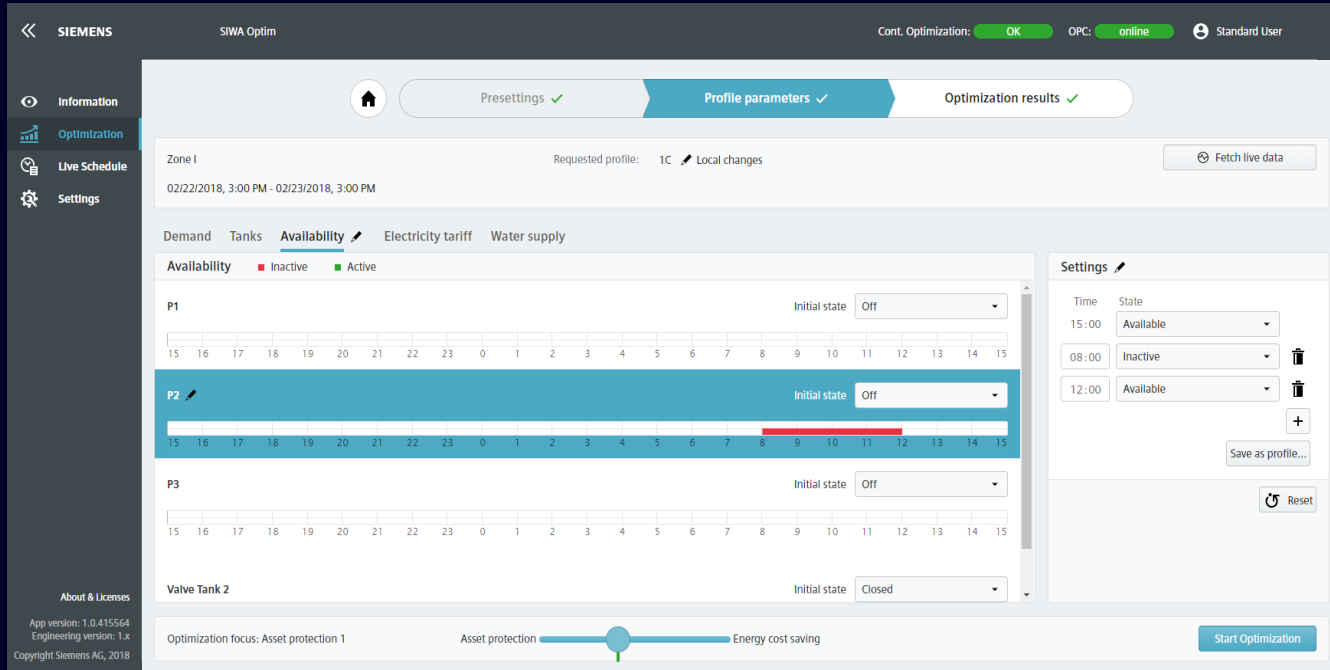 SIEMENS
SIWA Optim
Cont. Optimization: OK OPC: online Standard User
Information
Optimization
Live Schedule
Settings
About & Licenses
App version: 1.0.415564
Engineering version: 1.x
Copyright Siemens AG, 2018
Presettings Profile parameters Optimization results
Zone I Requested profile: 1C Local changes Fetch live data
02/22/2018, 3:00 PM - 02/23/2018, 3:00 PM
Demand Tanks Availability Electricity tariff Water supply
Availability Inactive Active
P1 Initial state Off
15 16 17 18 19 20 21 22 23 0 1 2 3 4 5 6 7 8 9 10 11 12 13 14 15
P2 Initial state Off
15 16 17 18 19 20 21 22 23 0 1 2 3 4 5 6 7 8 9 10 11 12 13 14 15
P3 Initial state Off
15 16 17 18 19 20 21 22 23 0 1 2 3 4 5 6 7 8 9 10 11 12 13 14 15
Valve Tank 2 Initial state Closed
Settings
Time State
15:00 Available
08:00 Inactive
12:00 Available
+
Save as profile...
Reset
Optimization focus: Asset protection 1 Asset protection Energy cost saving Start Optimization